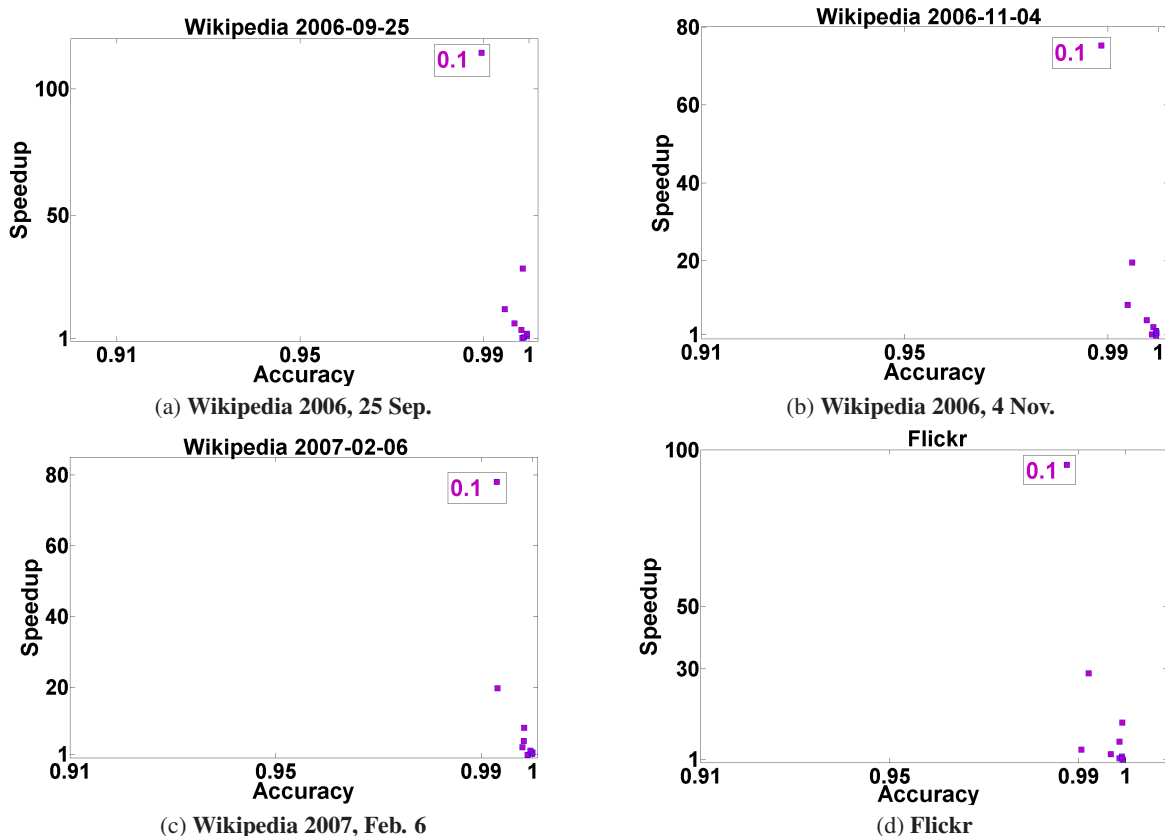 Wikipedia 2006-09-25
0.1
100
50
1
Speedup
0.91 0.95 0.99 1
Accuracy
(a) Wikipedia 2006, 25 Sep.
Wikipedia 2006-11-04
80
0.1
60
40
20
1
Speedup
0.91 0.95 0.99 1
Accuracy
(b) Wikipedia 2006, 4 Nov.
Wikipedia 2007-02-06
80
0.1
60
40
20
1
Speedup
0.91 0.95 0.99 1
Accuracy
(c) Wikipedia 2007, Feb. 6
Flickr
100
0.1
50
30
1
Speedup
0.91 0.95 0.99 1
Accuracy
(d) Flickr